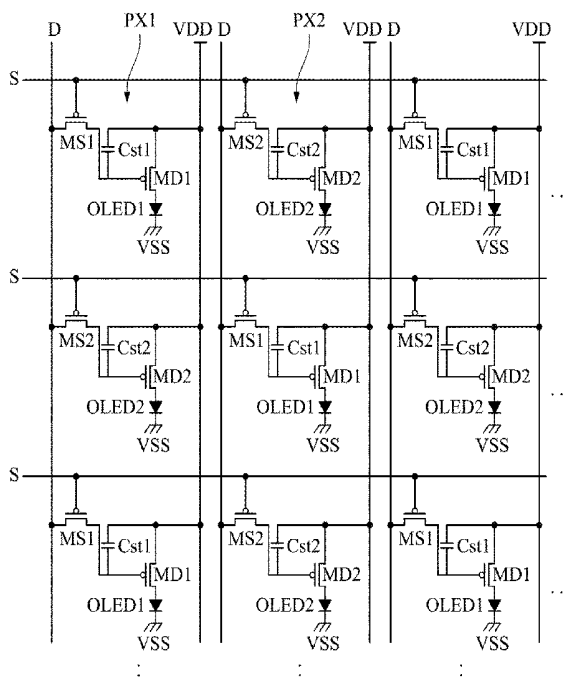 PX1 PX2
D VDD D VDD D VDD
S
MS1 Cst1 MS2 Cst2 MS1 Cst1
MD1 MD2 MD1
OLED1 OLED2 OLED1
VSS VSS VSS
S
MS2 Cst2 MS1 Cst1 MS2 Cst2
MD2 MD1 MD2
OLED2 OLED1 OLED2
VSS VSS VSS
S
MS1 Cst1 MS2 Cst2 MS1 Cst1
MD1 MD2 MD1
OLED1 OLED2 OLED1
VSS VSS VSS